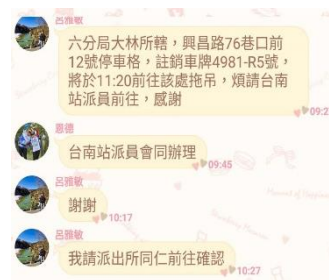 呂雅敏
六分局大林所轄，興昌路76巷口前
12號停車格，註銷車牌4981-R5號，
將於11:20前往該處拖吊，煩請台南
站派員前往，感謝
09:2
恩德
台南站派員會同辦理
09:45
呂雅敏
謝謝
10:17
呂雅敏
我請派出所同仁前往確認
10:27